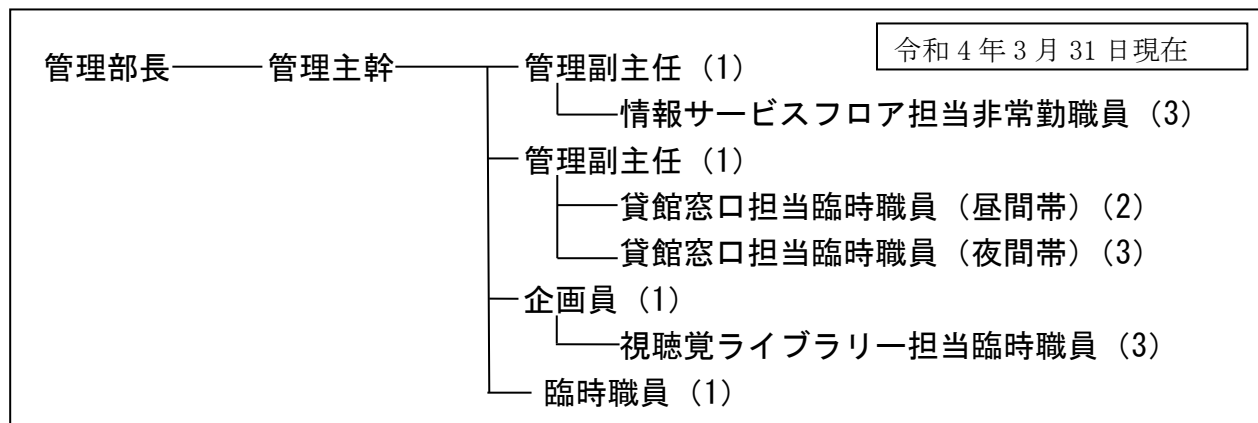 令和４年３月 31 日現在
管理部長 管理主幹 管理副主任（1）
情報サービスフロア担当非常勤職員（3）
管理副主任（1）
貸館窓口担当臨時職員（昼間帯）（2）
貸館窓口担当臨時職員（夜間帯）（3）
企画員（1）
視聴覚ライブラリー担当臨時職員（3）
臨時職員（1）